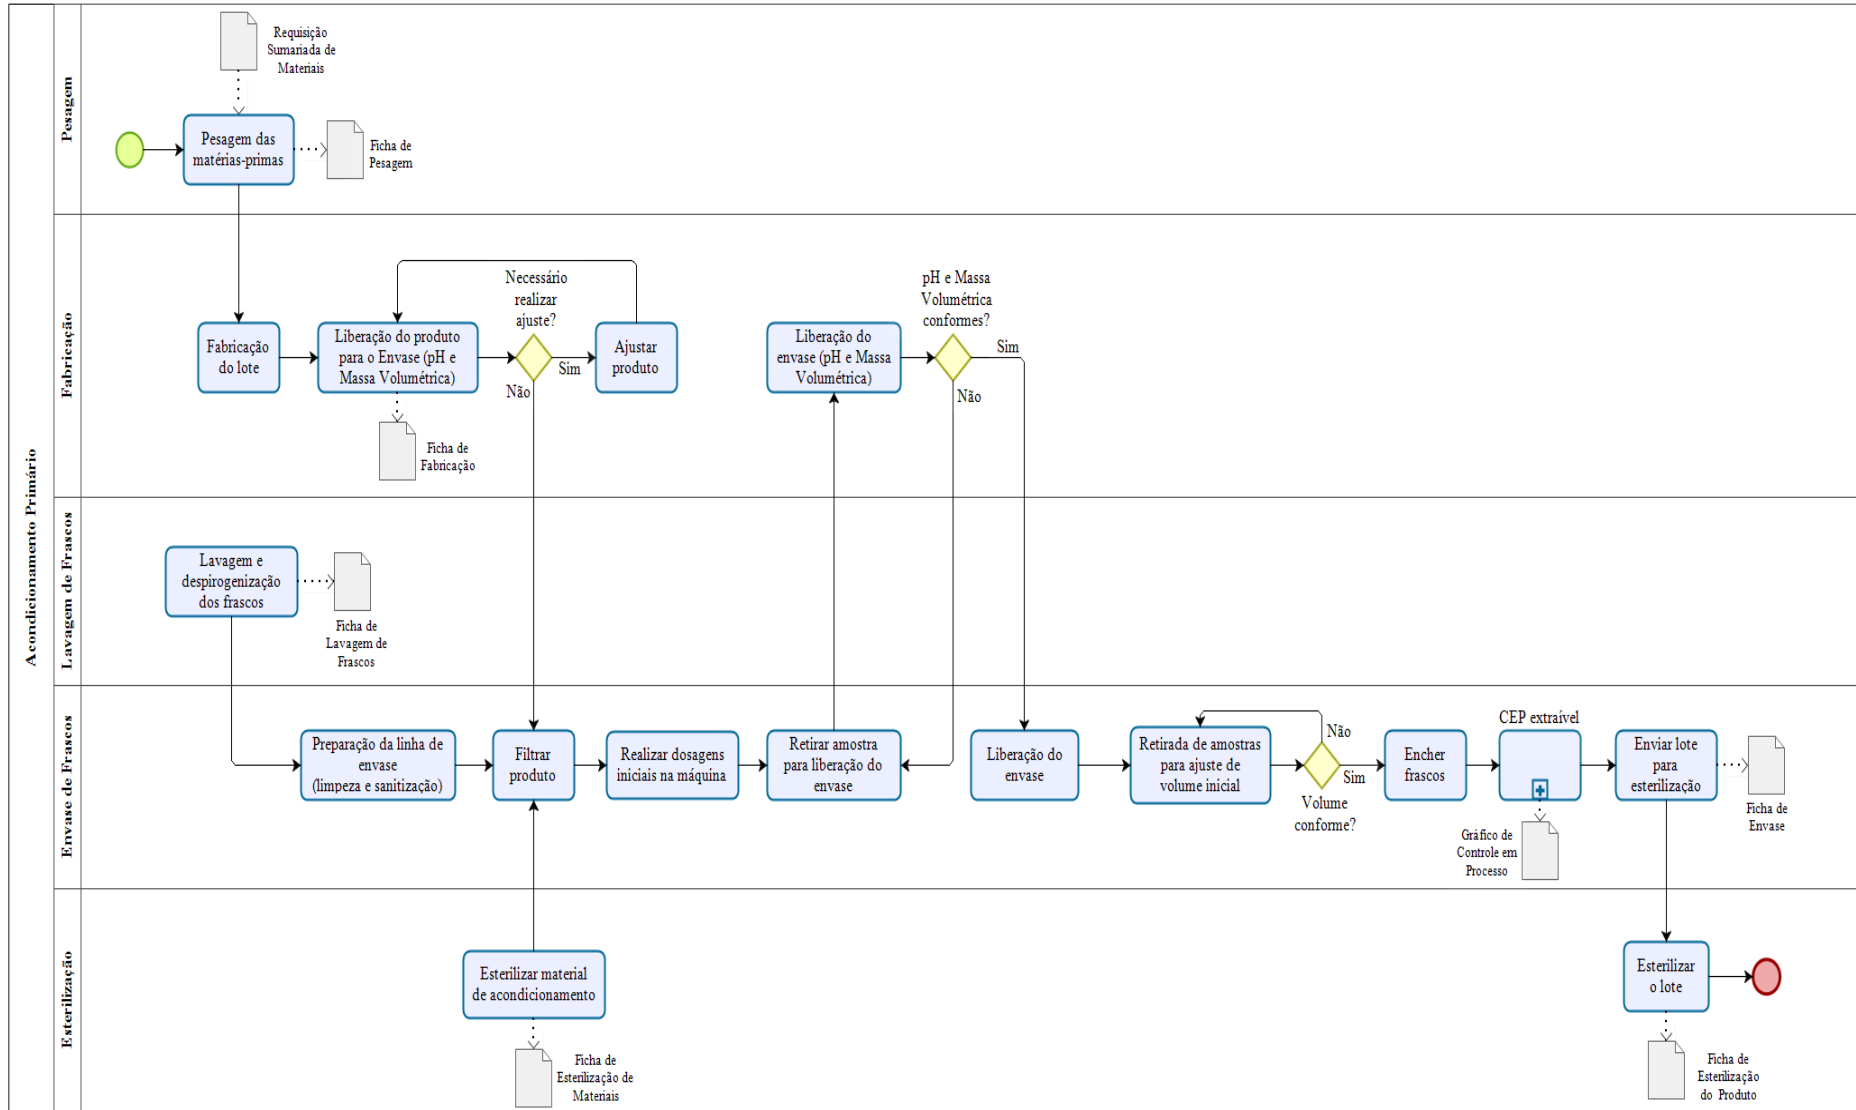 Acondicionamento Primário
Pesagem
Requisição
Sumariada de
Materiais
Pesagem das
matérias-primas
Ficha de
Pesagem
Fabricação
Fabricação
do lote
Liberação do produto
para o Envase (pH e
Massa Volumétrica)
Ficha de
Fabricação
Necessário
realizar
ajuste?
Sim
Não
Ajustar
produto
Liberação do
envase (pH e Massa
Volumétrica)
pH e Massa
Volumétrica
conformes?
Sim
Não
Lavagem de Frascos
Lavagem e
despirogenização
dos frascos
Ficha de
Lavagem de
Frascos
Envase de Frascos
Preparação da linha de
envase
(limpeza e sanitização)
Filtrar
produto
Realizar dosagens
iniciais na máquina
Retirar amostra
para liberação do
envase
Liberação do
envase
Retirada de amostras
para ajuste de
volume inicial
Não
Sim
Volume
conforme?
Encher
frascos
CEP extraível
Gráfico de
Controle em
Processo
Enviar lote
para
esterilização
Ficha de
Envase
Esterilização
Esterilizar material
de acondicionamento
Ficha de
Esterilização de
Materiais
Esterilizar
o lote
Ficha de
Esterilização
do Produto